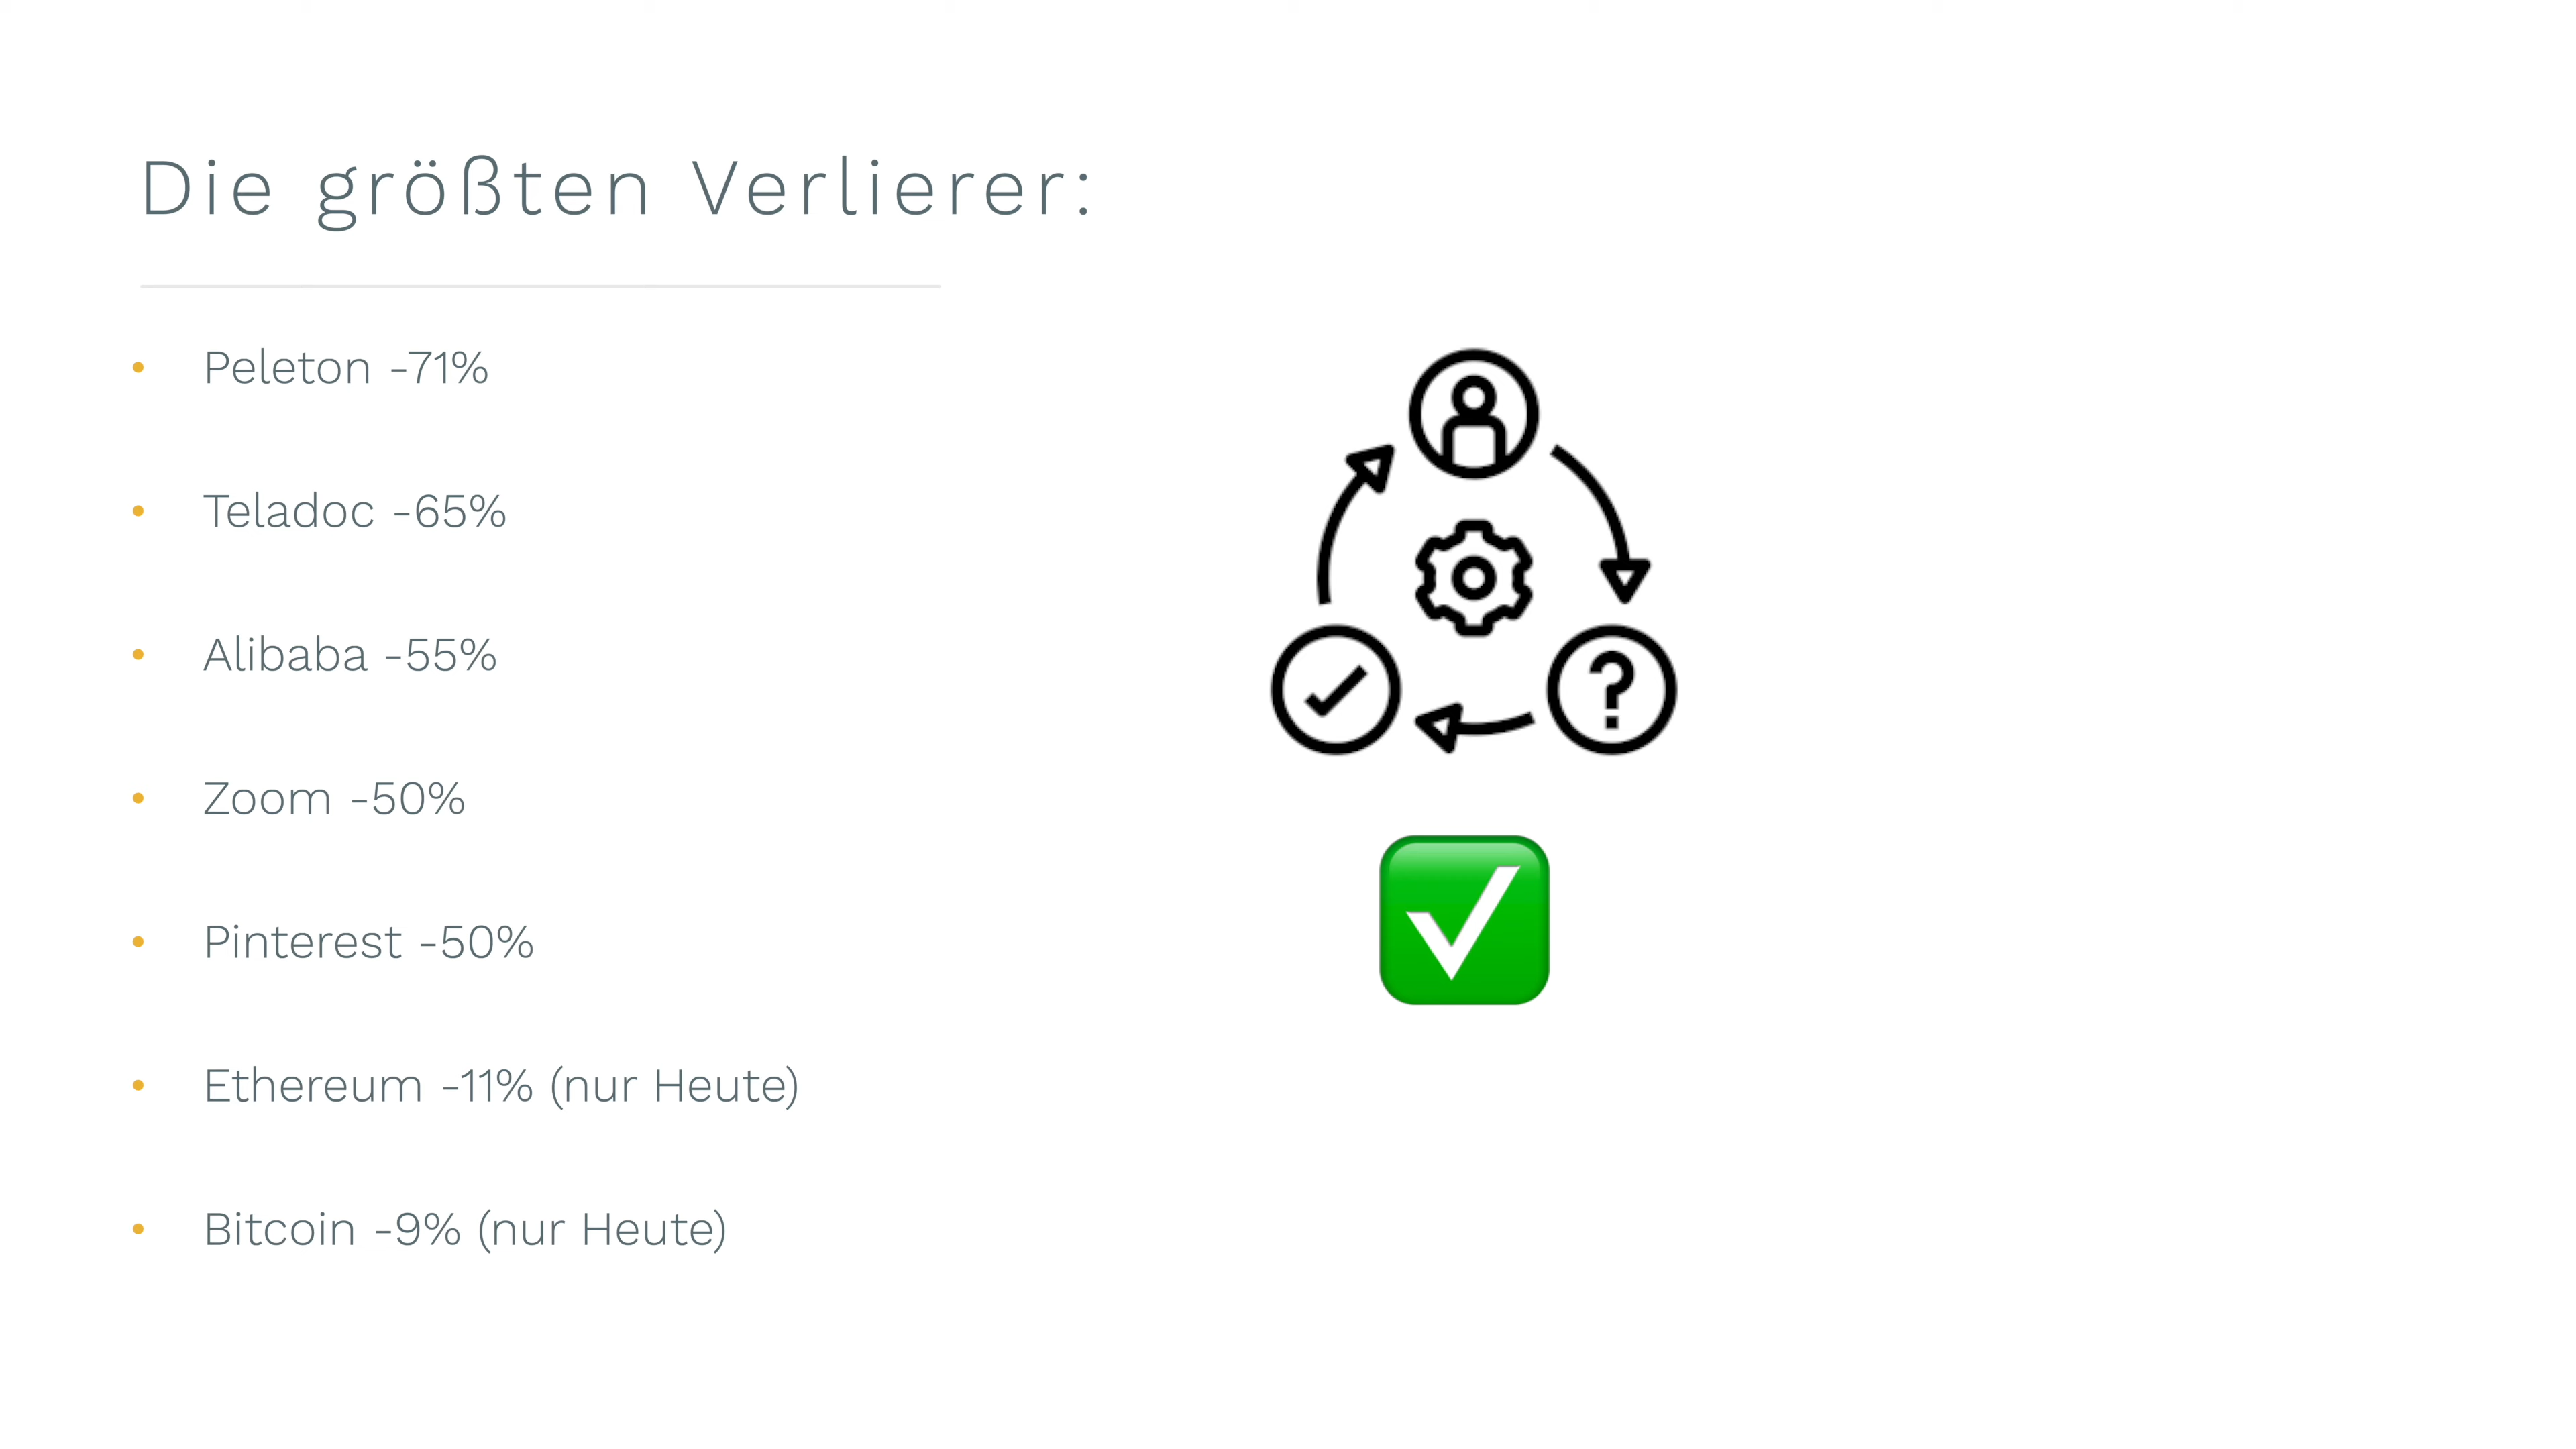 Die größten Verlierer:
• Peleton -71%
• Teladoc -65%
• Alibaba -55%
• Zoom -50%
• Pinterest -50%
• Ethereum -11% (nur Heute)
• Bitcoin -9% (nur Heute)
?